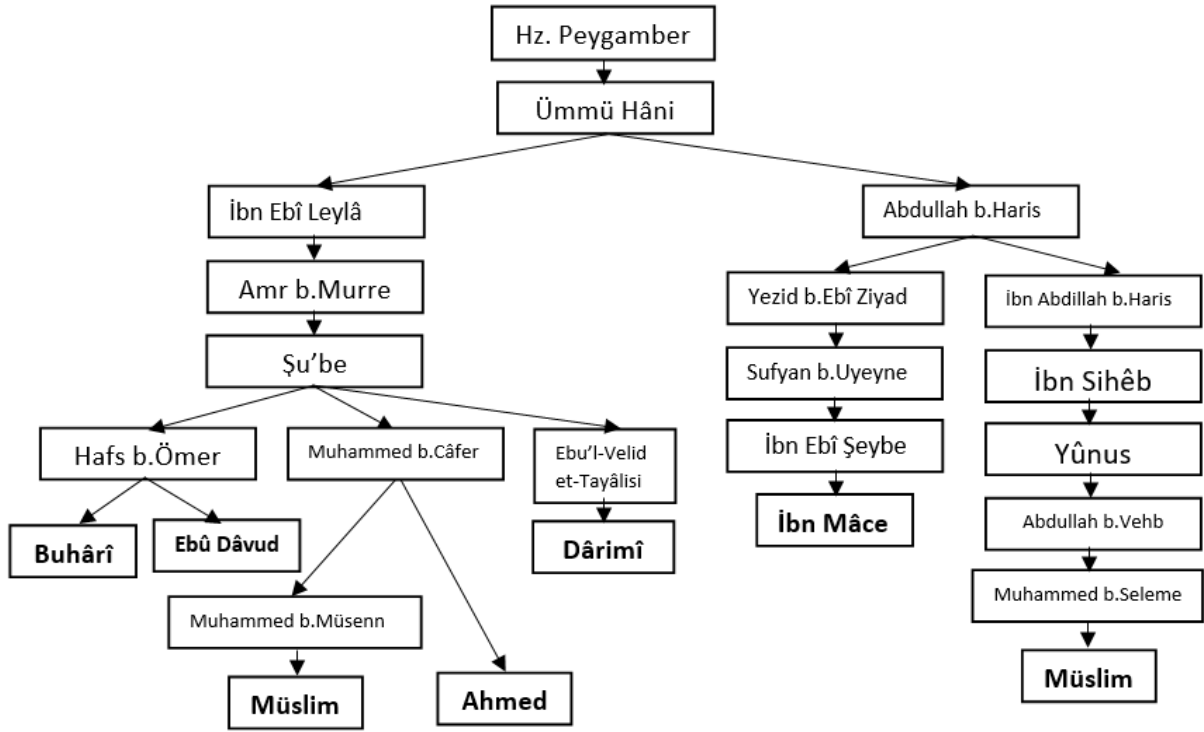 Hz. Peygamber
Ümmü Hâni
İbn Ebî Leylâ
Abdullah b.Haris
Amr b.Murre
Yezid b.Ebî Ziyad
İbn Abdillah b.Haris
Şu’be
Sufyan b.Uyeyne
İbn Sihêb
Hafs b.Ömer
Muhammed b.Câfer
Ebu’l-Velid
et-Tayâlisi
İbn Ebî Şeybe
Yûnus
Buhârî
Ebû Dâvud
Dârimî
İbn Mâce
Abdullah b.Vehb
Muhammed b.Müsenn
Muhammed b.Seleme
Müslim
Ahmed
Müslim